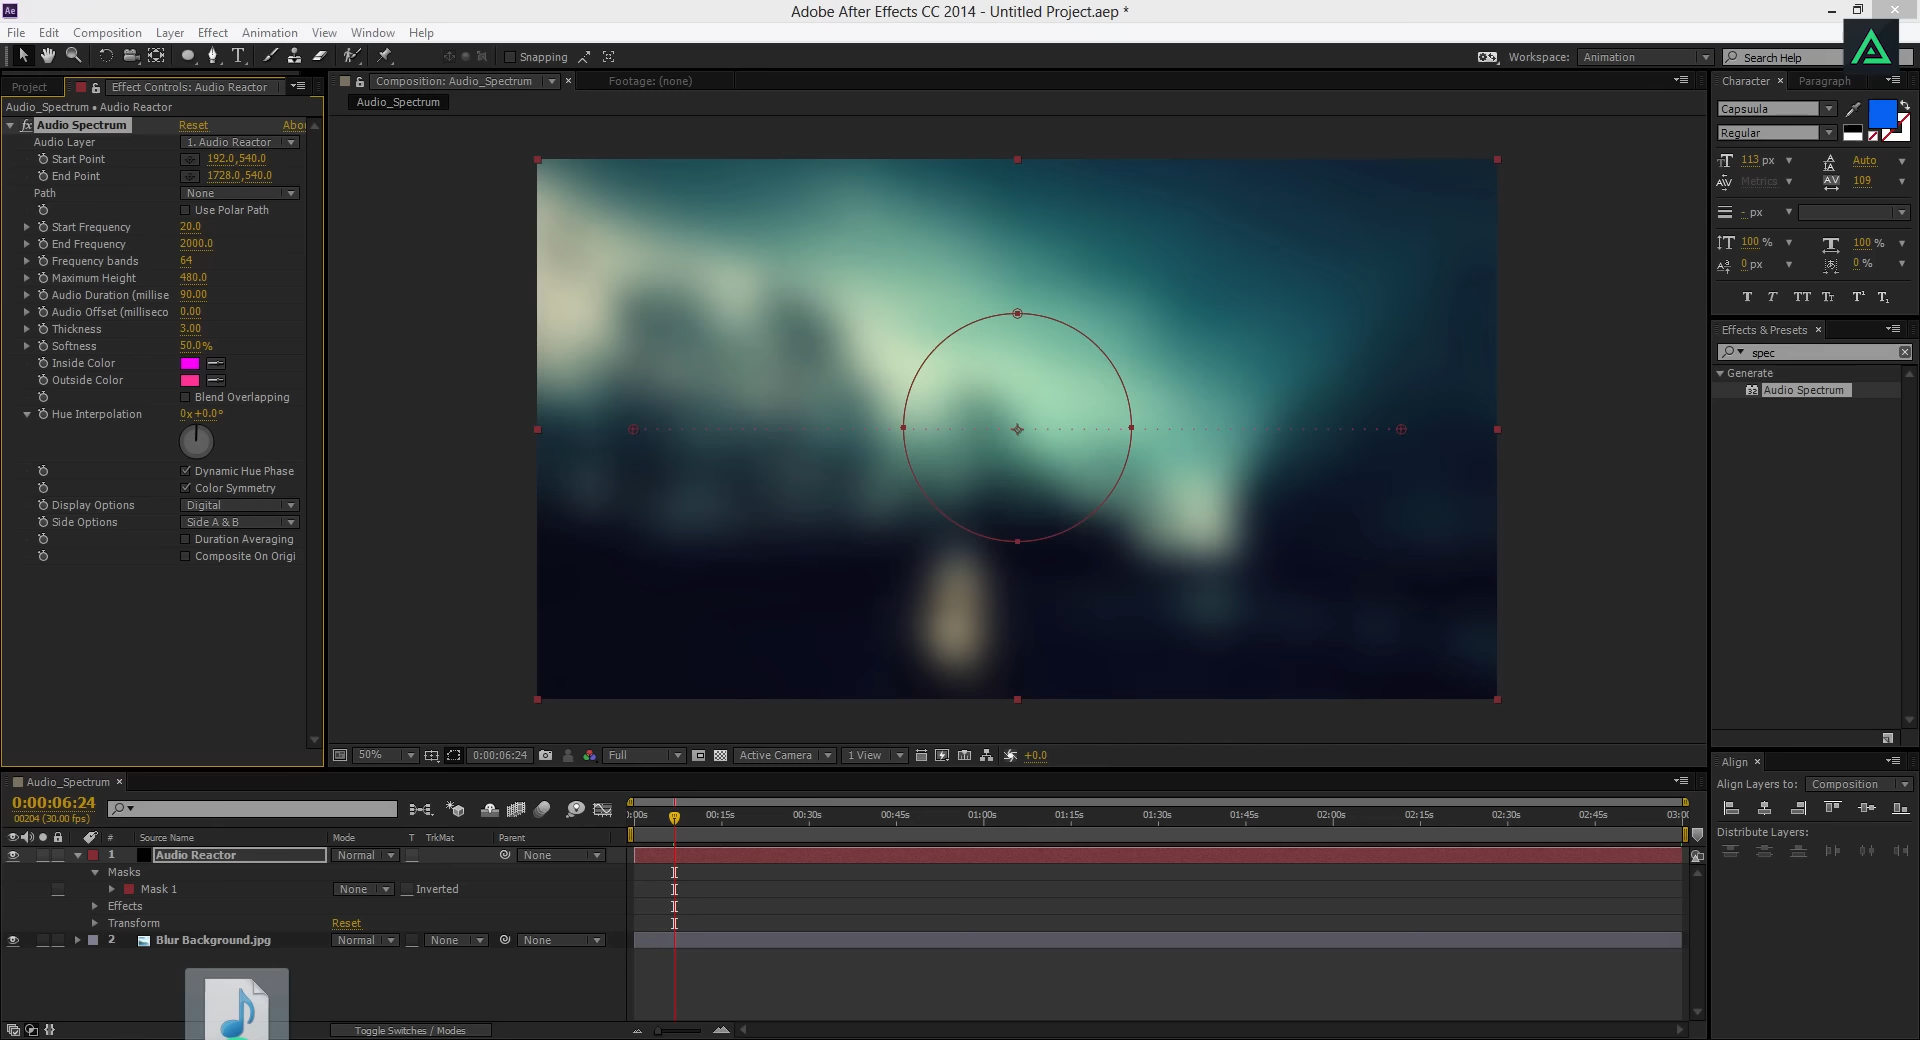 Ae
Adobe After Effects CC 2014 - Untitled Project.aep *
File Edit Composition Layer Effect Animation View Window Help
Snapping
Workspace: Animation
Search Help
Project
Effect Controls: Audio Reactor
Composition: Audio_Spectrum
Footage: (none)
Character
Paragraph
Audio_Spectrum • Audio Reactor
Audio_Spectrum
fx Audio Spectrum Reset Abo
Audio Layer 1. Audio Reactor
Start Point 192.0,540.0
End Point 1728.0,540.0
Path None
Use Polar Path
Start Frequency 20.0
End Frequency 2000.0
Frequency bands 64
Maximum Height 480.0
Audio Duration (millise 90.00
Audio Offset (milliseco 0.00
Thickness 3.00
Softness 50.0%
Inside Color
Outside Color
Blend Overlapping
Hue Interpolation 0x+0.0°
Dynamic Hue Phase
Color Symmetry
Display Options Digital
Side Options Side A & B
Duration Averaging
Composite On Origi
Capsuula
Regular
113 px Auto
Metrics 109
- px
100 % 100 %
0 px 0 %
T T TT Tr T¹ T₁
Effects & Presets
spec
Generate
32 Audio Spectrum
50% 0:00:06:24 Full Active Camera 1 View +0.0
Align
Align Layers to: Composition
Distribute Layers:
Audio_Spectrum
0:00:06:24
00204 (30.00 fps)
# Source Name Mode T TrkMat Parent
:00s 00:15s 00:30s 00:45s 01:00s 01:15s 01:30s 01:45s 02:00s 02:15s 02:30s 02:45s 03:00
1 Audio Reactor Normal None
Masks
Mask 1 None Inverted
Effects
Transform Reset
2 Blur Background.jpg Normal None None
Toggle Switches / Modes